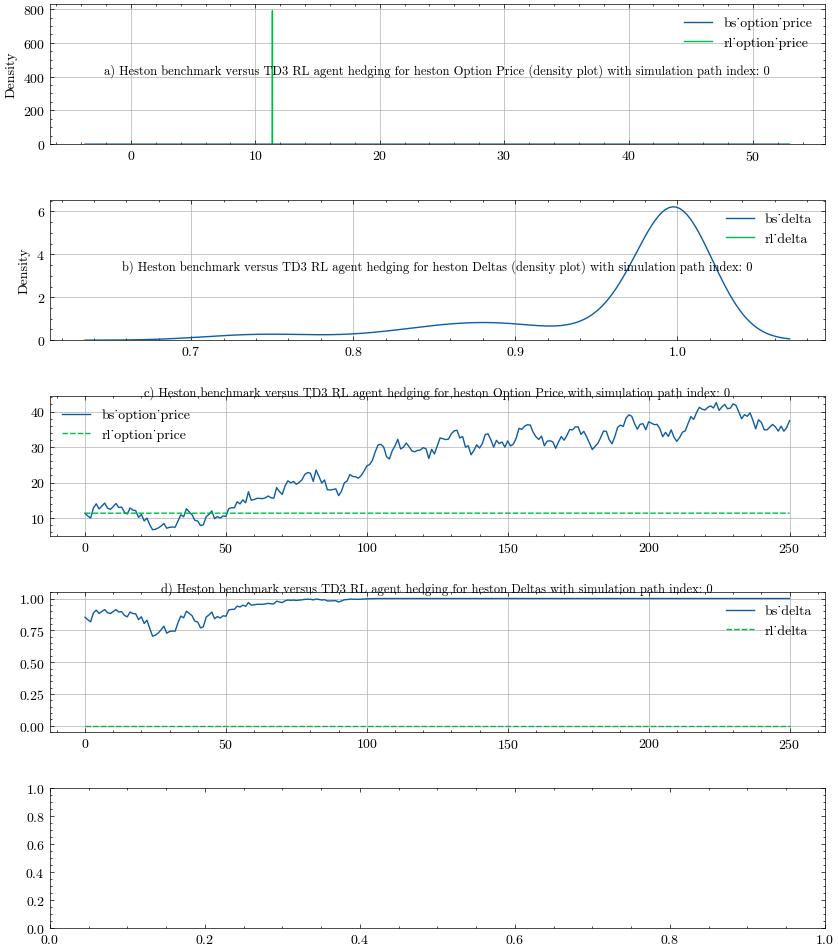 800
600
400
200
0
Density
bs˙option˙price
rl˙option˙price
a) Heston benchmark versus TD3 RL agent hedging for heston Option Price (density plot) with simulation path index: 0
0 10 20 30 40 50
6
4
2
0
Density
bs˙delta
rl˙delta
b) Heston benchmark versus TD3 RL agent hedging for heston Deltas (density plot) with simulation path index: 0
0.7 0.8 0.9 1.0
c) Heston benchmark versus TD3 RL agent hedging for heston Option Price with simulation path index: 0
40
30
20
10
bs˙option˙price
rl˙option˙price
0 50 100 150 200 250
d) Heston benchmark versus TD3 RL agent hedging for heston Deltas with simulation path index: 0
1.00
0.75
0.50
0.25
0.00
bs˙delta
rl˙delta
0 50 100 150 200 250
1.0
0.8
0.6
0.4
0.2
0.0
0.0 0.2 0.4 0.6 0.8 1.0